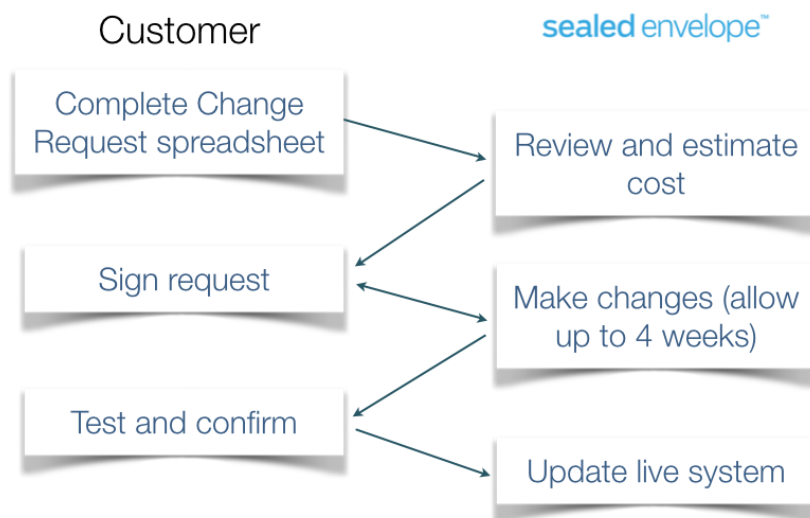 Customer
sealed envelope™
Complete Change
Request spreadsheet
Review and estimate
cost
Sign request
Make changes (allow
up to 4 weeks)
Test and confirm
Update live system